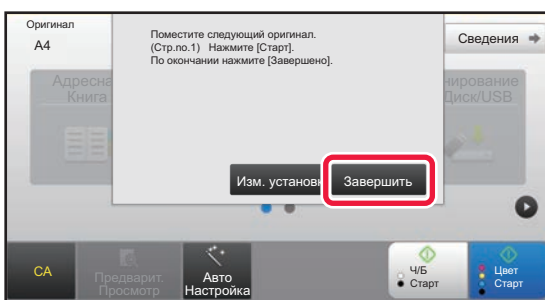 Оригинал
A4
Поместите следующий оригинал.
(Стр.no.1) Нажмите [Старт].
По окончании нажмите [Завершено].
Сведения
Адресна
Книга
нирование
Диск/USB
Изм. установк
Завершить
CA
Предварит.
Просмотр
Авто
Настройка
Ч/Б
Старт
Цвет
Старт